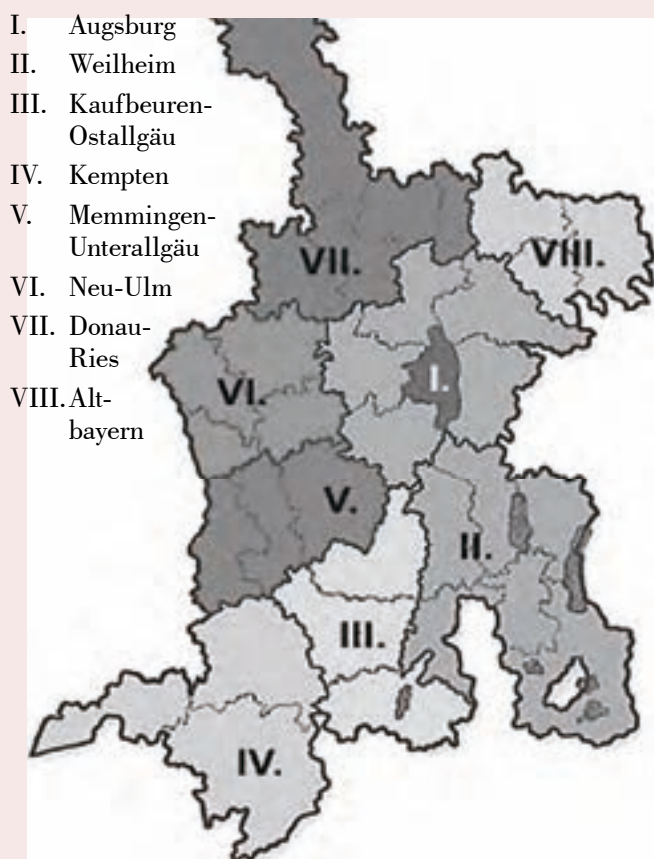 I. Augsburg
II. Weilheim
III. Kaufbeuren-
Ostallgäu
IV. Kempten
V. Memmingen-
Unterallgäu
VI. Neu-Ulm
VII. Donau-
Ries
VIII. Alt-
bayern
VII.
VIII.
I.
VI.
V.
II.
III.
IV.